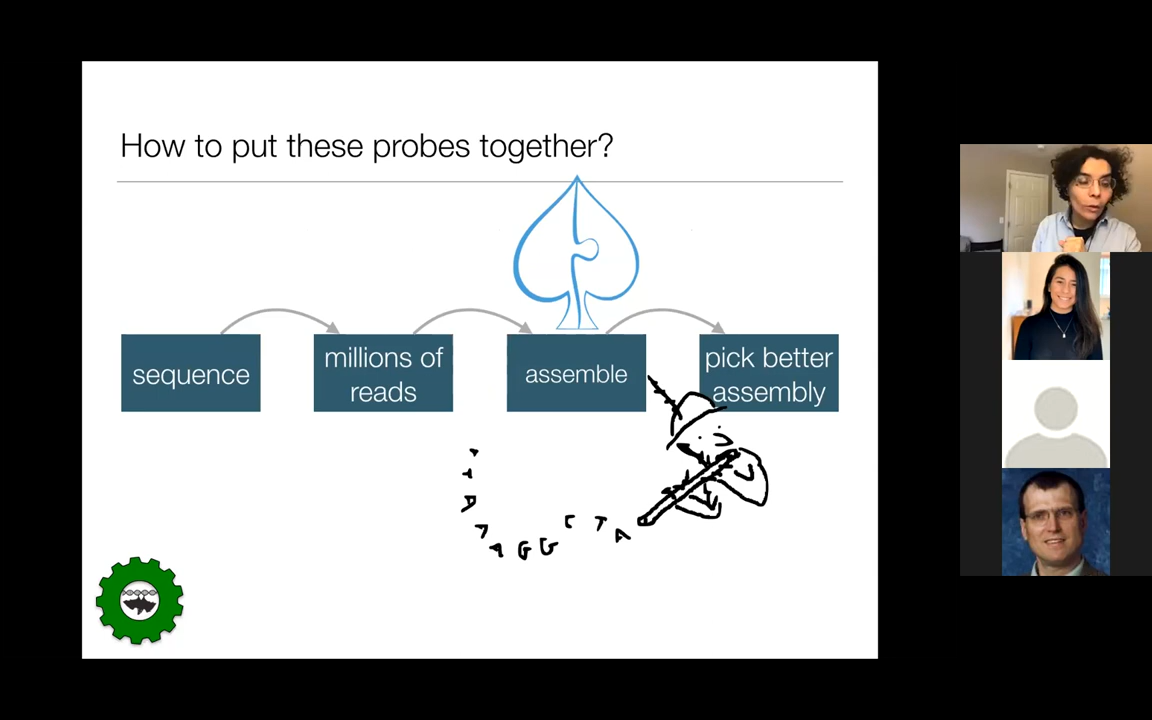 How to put these probes together?
sequence
millions of
reads
assemble
pick better
assembly
G G C T A